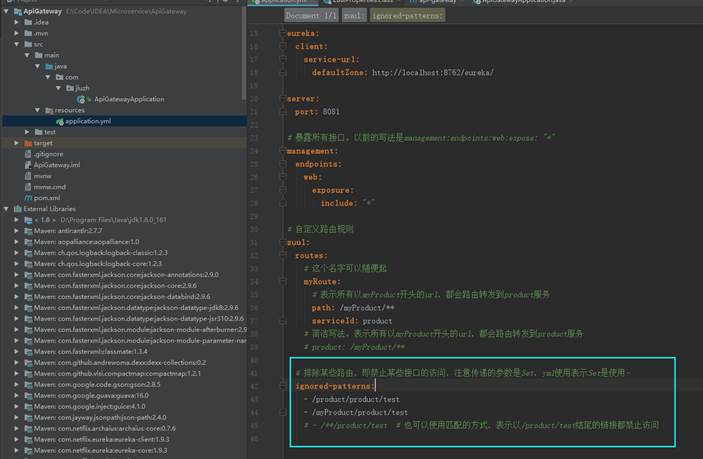 application.yml
ZuulProperties.class
api-gateway
ApiGatewayApplication.java
Document 1/1
zuul:
ignored-patterns:
ApiGateway E:\Code\IDEA\Microservice\ApiGateway
.idea
.mvn
src
main
java
com
jiuzh
ApiGatewayApplication
resources
application.yml
test
target
.gitignore
ApiGateway.iml
mvnw
mvnw.cmd
pom.xml
External Libraries
< 1.8 > D:\Program Files\Java\jdk1.8.0_161
Maven: antlr:antlr:2.7.7
Maven: aopalliance:aopalliance:1.0
Maven: ch.qos.logback:logback-classic:1.2.3
Maven: ch.qos.logback:logback-core:1.2.3
Maven: com.fasterxml.jackson.core:jackson-annotations:2.9.0
Maven: com.fasterxml.jackson.core:jackson-core:2.9.6
Maven: com.fasterxml.jackson.core:jackson-databind:2.9.6
Maven: com.fasterxml.jackson.datatype:jackson-datatype-jdk8:2.9.6
Maven: com.fasterxml.jackson.datatype:jackson-datatype-jsr310:2.9.6
Maven: com.fasterxml.jackson.module:jackson-module-afterburner:2.9
Maven: com.fasterxml.jackson.module:jackson-module-parameter-nam
Maven: com.fasterxml:classmate:1.3.4
Maven: com.github.andrewoma.dexx:dexx-collections:0.2
Maven: com.github.vlsi.compactmap:compactmap:1.2.1
Maven: com.google.code.gson:gson:2.8.5
Maven: com.google.guava:guava:16.0
Maven: com.google.inject:guice:4.1.0
Maven: com.jayway.jsonpath:json-path:2.4.0
Maven: com.netflix.archaius:archaius-core:0.7.6
Maven: com.netflix.eureka:eureka-client:1.9.3
Maven: com.netflix.eureka:eureka-core:1.9.3
15 eureka:
16 client:
17 service-url:
18 defaultZone: http://localhost:8762/eureka/
19
20 server:
21 port: 8081
22
23 # 暴露所有接口。以前的写法是management:endpoints:web:expose: "*"
24 management:
25 endpoints:
26 web:
27 exposure:
28 include: "*"
29
30 # 自定义路由规则
31 zuul:
32 routes:
33 # 这个名字可以随便起
34 myRoute:
35 # 表示所有以myProduct开头的url，都会路由转发到product服务
36 path: /myProduct/**
37 serviceId: product
38 # 简洁写法。表示所有以myProduct开头的url，都会路由转发到product服务
39 # product: /myProduct/**
40
41 # 排除某些路由，即禁止某些接口的访问，注意传递的参数是Set，yml使用表示Set是使用-
42 ignored-patterns:
43 - /product/product/test
44 - /myProduct/product/test
45 # - /**/product/test # 也可以使用匹配的方式。表示以/product/test结尾的链接都禁止访问
46